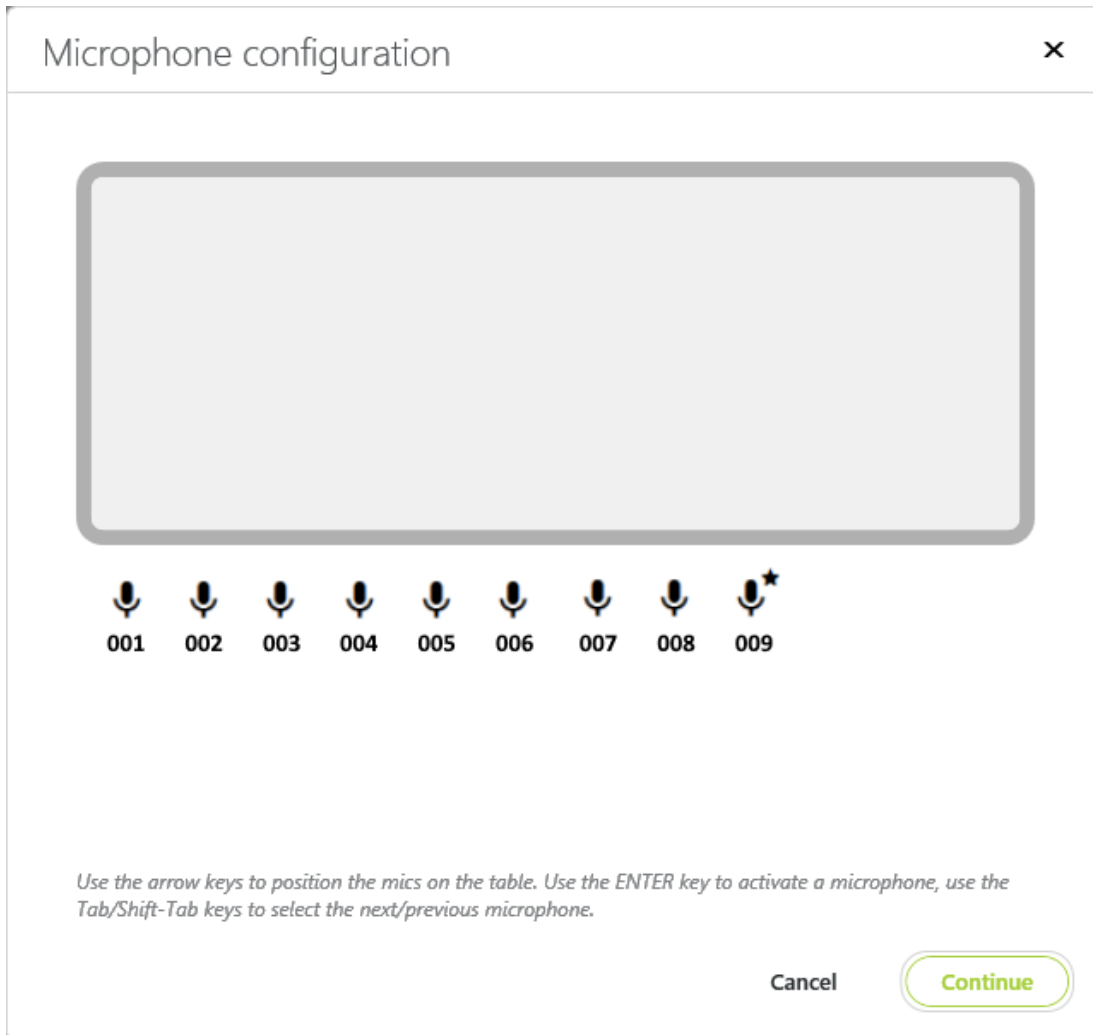 Microphone configuration
001 002 003 004 005 006 007 008 009
Use the arrow keys to position the mics on the table. Use the ENTER key to activate a microphone, use the
Tab/Shift-Tab keys to select the next/previous microphone.
Cancel Continue